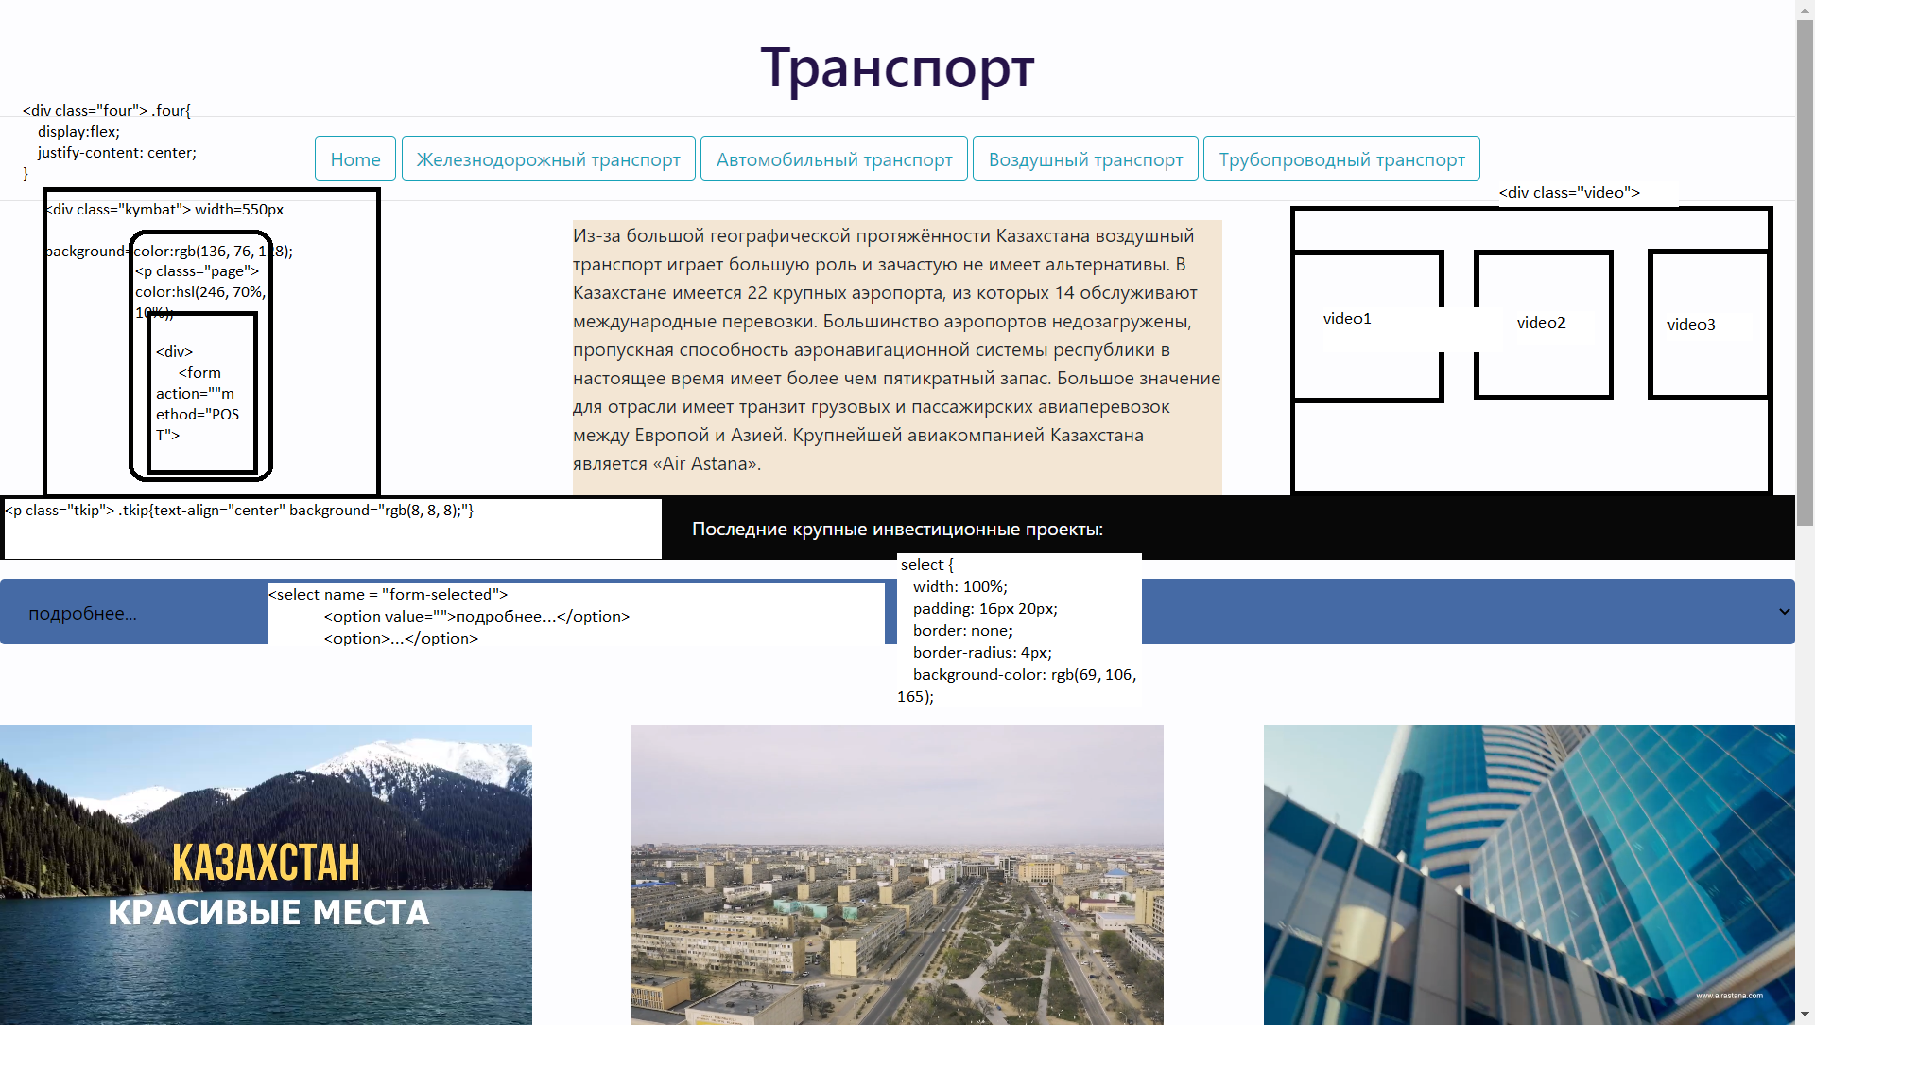 Транспорт
<div class="four"> .four{
display:flex;
justify-content: center;
}
Home
Железнодорожный транспорт
Автомобильный транспорт
Воздушный транспорт
Трубопроводный транспорт
<div class="kymbat"> width=550px
background=color:rgb(136, 76, 128);
<p classs="page">
color:hsl(246, 70%,
10%);
<div>
<form
action=""m
ethod="POS
T">
Из-за большой географической протяжённости Казахстана воздушный
транспорт играет большую роль и зачастую не имеет альтернативы. В
Казахстане имеется 22 крупных аэропорта, из которых 14 обслуживают
международные перевозки. Большинство аэропортов недозагружены,
пропускная способность аэронавигационной системы республики в
настоящее время имеет более чем пятикратный запас. Большое значение
для отрасли имеет транзит грузовых и пассажирских авиаперевозок
между Европой и Азией. Крупнейшей авиакомпанией Казахстана
является «Air Astana».
<div class="video">
video1
video2
video3
<p class="tkip"> .tkip{text-align="center" background="rgb(8, 8, 8);"}
Последние крупные инвестиционные проекты:
подробнее...
<select name = "form-selected">
<option value="">подробнее...</option>
<option>...</option>
select {
width: 100%;
padding: 16px 20px;
border: none;
border-radius: 4px;
background-color: rgb(69, 106,
165);
КАЗАХСТАН
КРАСИВЫЕ МЕСТА
www.airastana.com